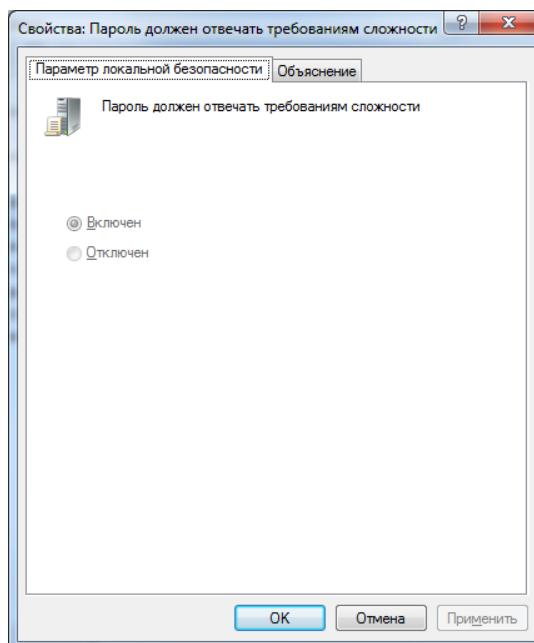 Свойства: Пароль должен отвечать требованиям сложности
Параметр локальной безопасности
Объяснение
Пароль должен отвечать требованиям сложности
Включен
Отключен
OK
Отмена
Применить